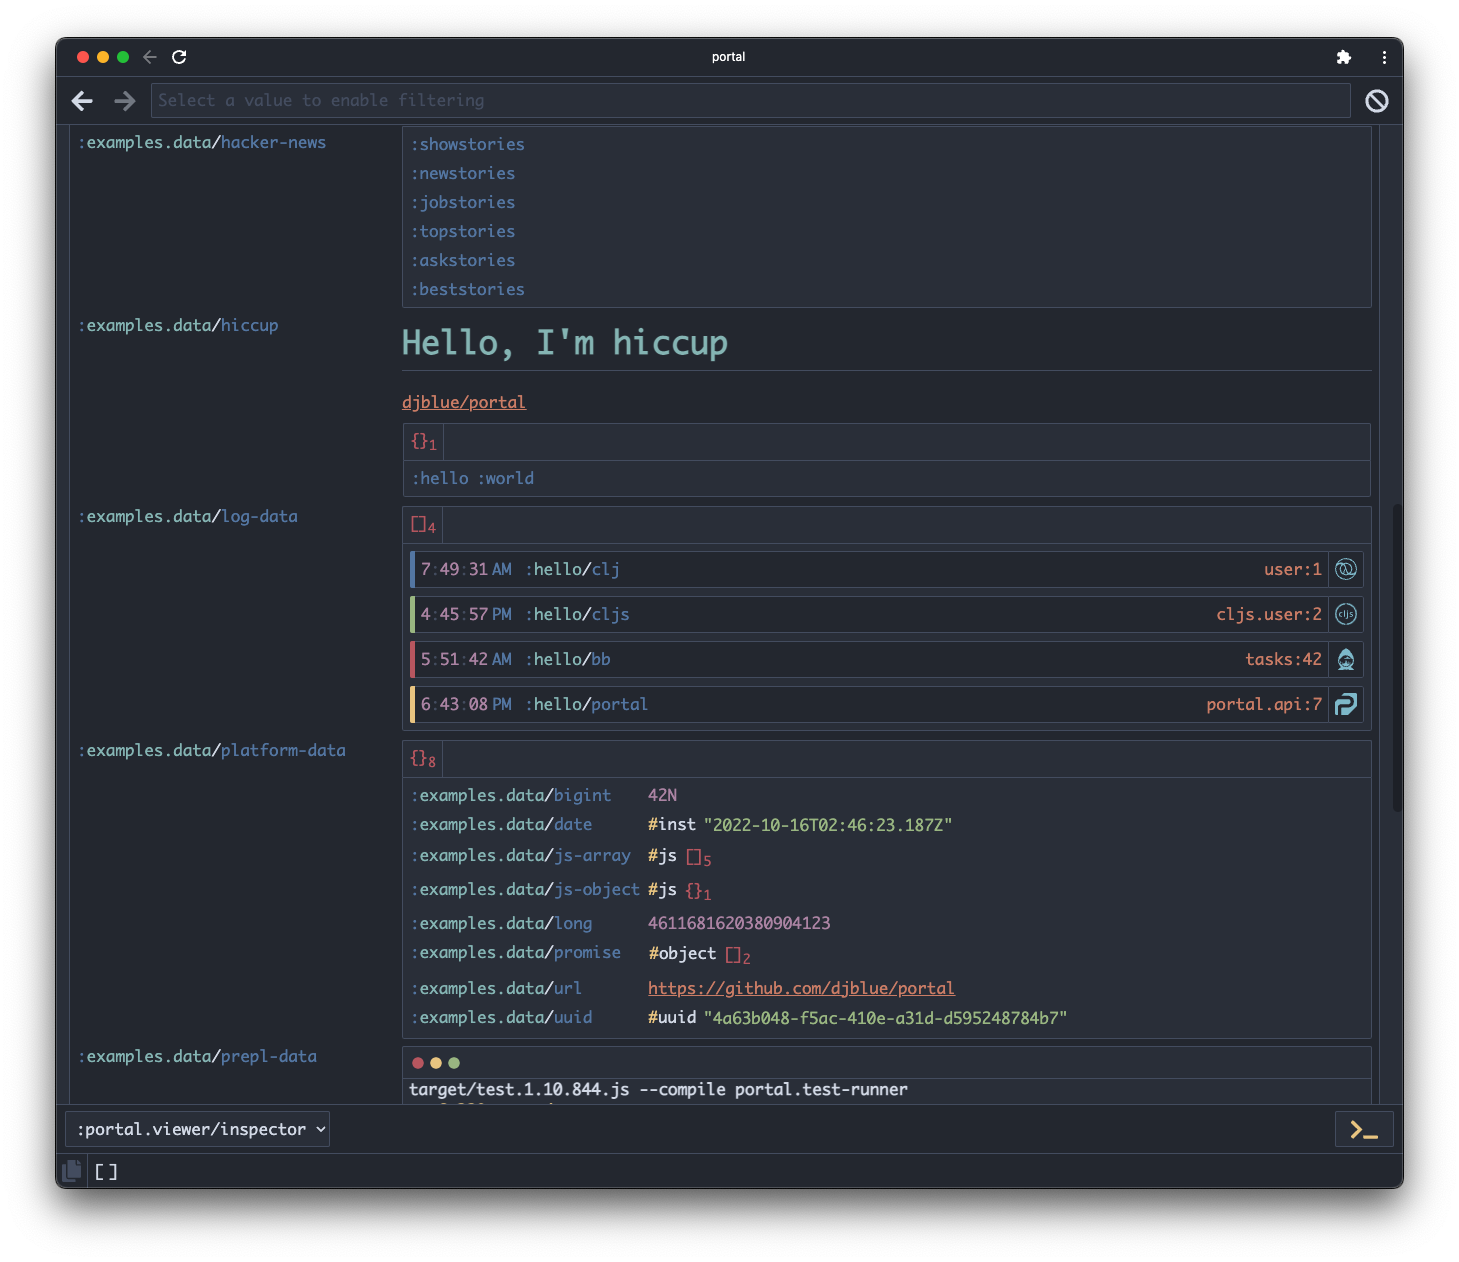 portal
Select a value to enable filtering
:examples.data/hacker-news
:showstories
:newstories
:jobstories
:topstories
:askstories
:beststories
:examples.data/hiccup
Hello, I'm hiccup
djblue/portal
{}1
:hello :world
:examples.data/log-data
[]4
7:49:31 AM :hello/clj user:1
4:45:57 PM :hello/cljs cljs.user:2 cljs
5:51:42 AM :hello/bb tasks:42
6:43:08 PM :hello/portal portal.api:7
:examples.data/platform-data
{}8
:examples.data/bigint 42N
:examples.data/date #inst "2022-10-16T02:46:23.187Z"
:examples.data/js-array #js []5
:examples.data/js-object #js {}1
:examples.data/long 4611681620380904123
:examples.data/promise #object []2
:examples.data/url https://github.com/djblue/portal
:examples.data/uuid #uuid "4a63b048-f5ac-410e-a31d-d595248784b7"
:examples.data/prepl-data
target/test.1.10.844.js --compile portal.test-runner
:portal.viewer/inspector
[]